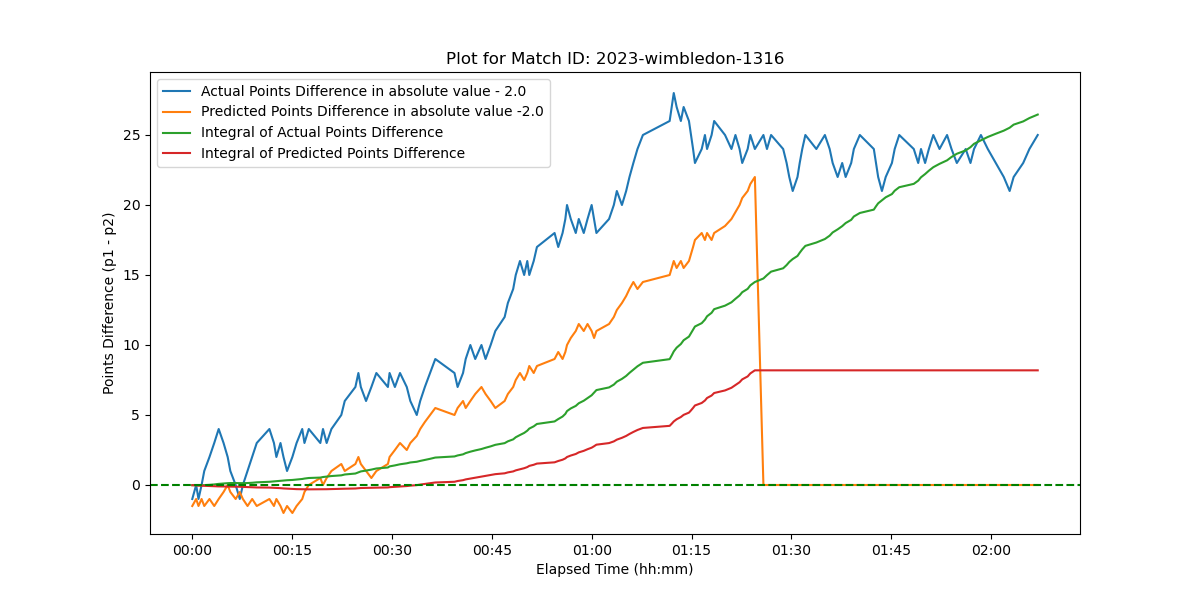 Plot for Match ID: 2023-wimbledon-1316
Actual Points Difference in absolute value - 2.0
Predicted Points Difference in absolute value -2.0
Integral of Actual Points Difference
Integral of Predicted Points Difference
Points Difference (p1 - p2)
25
20
15
10
5
0
00:00 00:15 00:30 00:45 01:00 01:15 01:30 01:45 02:00
Elapsed Time (hh:mm)